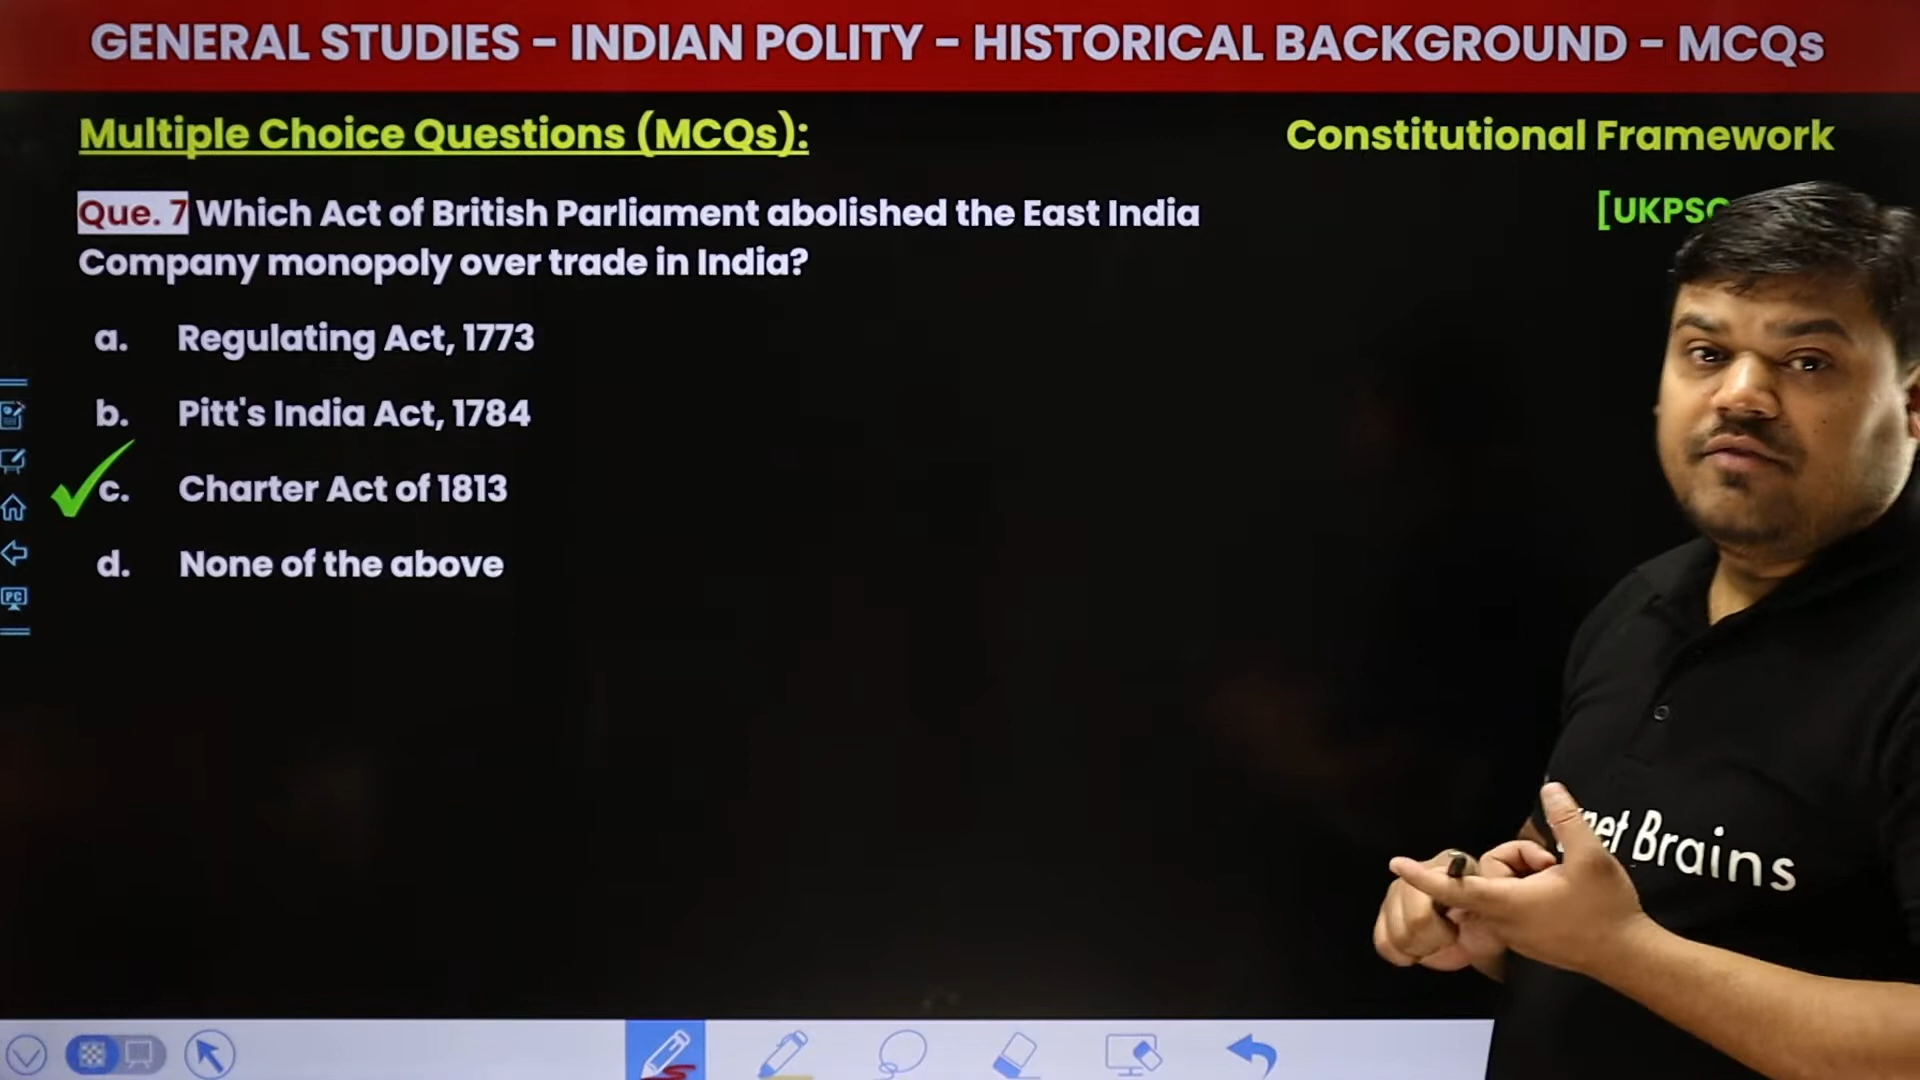 GENERAL STUDIES - INDIAN POLITY - HISTORICAL BACKGROUND - MCQs
Multiple Choice Questions (MCQs):
Constitutional Framework
Que. 7 Which Act of British Parliament abolished the East India
[UKPSC
Company monopoly over trade in India?
a. Regulating Act, 1773
b. Pitt's India Act, 1784
c. Charter Act of 1813
d. None of the above
PC
Brains